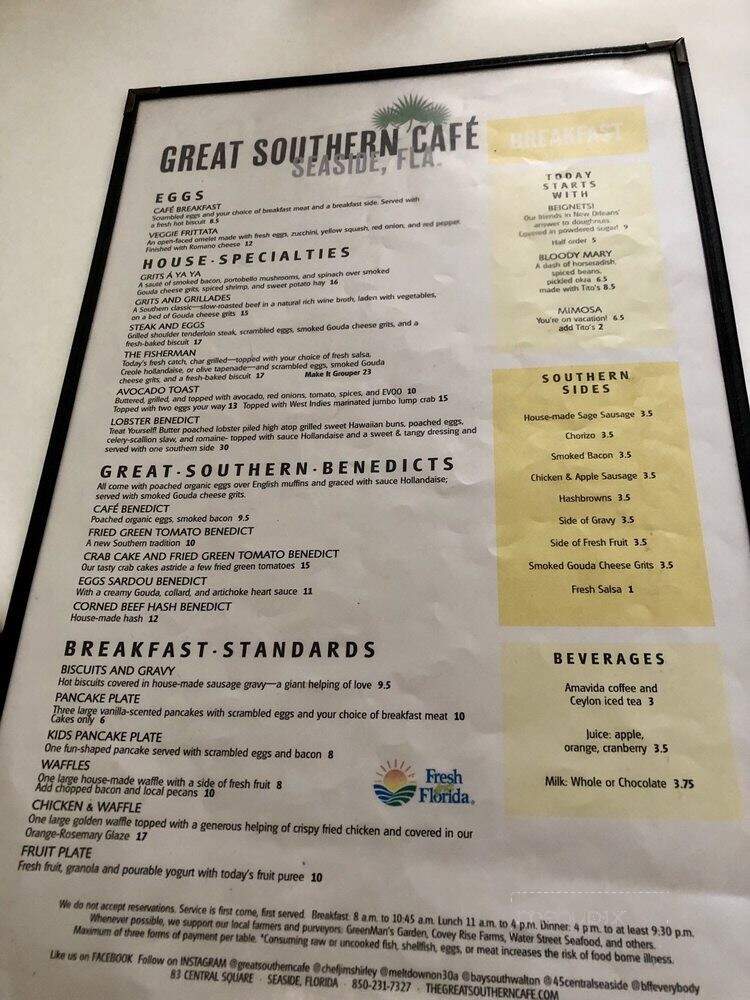 GREAT SOUTHERN CAFÉ
SEASIDE, FLA.
EGGS
CAFÉ BREAKFAST
Scrambled eggs and your choice of breakfast meat and a breakfast side. Served with
a fresh hot biscuit 8.5
VEGGIE FRITTATA
An open-faced omelet made with fresh eggs, zucchini, yellow squash, red onion, and red pepper.
Finished with Romano cheese 12
HOUSE·SPECIALTIES
GRITS Á YA YA
A saute of smoked bacon, portobello mushrooms, and spinach over smoked
Gouda cheese grits, spiced shrimp, and sweet potato hay 16
GRITS AND GRILLADES
A Southern classic—slow-roasted beef in a natural rich wine broth, laden with vegetables,
on a bed of Gouda cheese grits 15
STEAK AND EGGS
Grilled shoulder tenderloin steak, scrambled eggs, smoked Gouda cheese grits, and a
fresh-baked biscuit 17
THE FISHERMAN
Today's fresh catch, char grilled—topped with your choice of fresh salsa,
Creole hollandaise, or olive tapenade—and scrambled eggs, smoked Gouda
cheese grits, and a fresh-baked biscuit 17 Make It Grouper 23
AVOCADO TOAST
Buttered, grilled, and topped with avocado, red onions, tomato, spices, and EVOO 10
Topped with two eggs your way 13 Topped with West Indies marinated jumbo lump crab 15
LOBSTER BENEDICT
Treat Yourself! Butter poached lobster piled high atop grilled sweet Hawaiian buns, poached eggs,
celery-scallion slaw, and romaine- topped with sauce Hollandaise and a sweet & tangy dressing and
served with one southern side 30
GREAT·SOUTHERN·BENEDICTS
All come with poached organic eggs over English muffins and graced with sauce Hollandaise;
served with smoked Gouda cheese grits.
CAFÉ BENEDICT
Poached organic eggs, smoked bacon 9.5
FRIED GREEN TOMATO BENEDICT
A new Southern tradition 10
CRAB CAKE AND FRIED GREEN TOMATO BENEDICT
Our tasty crab cakes astride a few fried green tomatoes 15
EGGS SARDOU BENEDICT
With a creamy Gouda, collard, and artichoke heart sauce 11
CORNED BEEF HASH BENEDICT
House-made hash 12
BREAKFAST·STANDARDS
BISCUITS AND GRAVY
Hot biscuits covered in house-made sausage gravy—a giant helping of love 9.5
PANCAKE PLATE
Three large vanilla-scented pancakes with scrambled eggs and your choice of breakfast meat 10
Cakes only 6
KIDS PANCAKE PLATE
One fun-shaped pancake served with scrambled eggs and bacon 8
WAFFLES
One large house-made waffle with a side of fresh fruit 8
Add chopped bacon and local pecans 10
CHICKEN & WAFFLE
One large golden waffle topped with a generous helping of crispy fried chicken and covered in our
Orange-Rosemary Glaze 17
FRUIT PLATE
Fresh fruit, granola and pourable yogurt with today's fruit puree 10
Fresh
Florida.
BREAKFAST
TODAY
STARTS
WITH
BEIGNETS!
Our friends in New Orleans'
answer to doughnuts.
Covered in powdered sugar! 9
Half order 5
BLOODY MARY
A dash of horseradish,
spiced beans,
pickled okra 6.5
made with Tito's 8.5
MIMOSA
You're on vacation! 6.5
add Tito's 2
SOUTHERN
SIDES
House-made Sage Sausage 3.5
Chorizo 3.5
Smoked Bacon 3.5
Chicken & Apple Sausage 3.5
Hashbrowns 3.5
Side of Gravy 3.5
Side of Fresh Fruit 3.5
Smoked Gouda Cheese Grits 3.5
Fresh Salsa 1
BEVERAGES
Amavida coffee and
Ceylon iced tea 3
Juice: apple,
orange, cranberry 3.5
Milk: Whole or Chocolate 3.75
We do not accept reservations. Service is first come, first served. Breakfast: 8 a.m. to 10:45 a.m. Lunch 11 a.m. to 4 p.m. Dinner: 4 p.m. to at least 9:30 p.m.
Whenever possible, we support our local farmers and purveyors: GreenMan's Garden, Covey Rise Farms, Water Street Seafood, and others.
Maximum of three forms of payment per table. *Consuming raw or uncooked fish, shellfish, eggs, or meat increases the risk of food borne illness.
Like us on FACEBOOK Follow on INSTAGRAM @greatsoutherncafe @chefjimshirley @meltdownon30a @baysouthwalton @45centralseaside @bffeverybody
83 CENTRAL SQUARE · SEASIDE, FLORIDA · 850-231-7327 · THEGREATSOUTHERNCAFE.COM